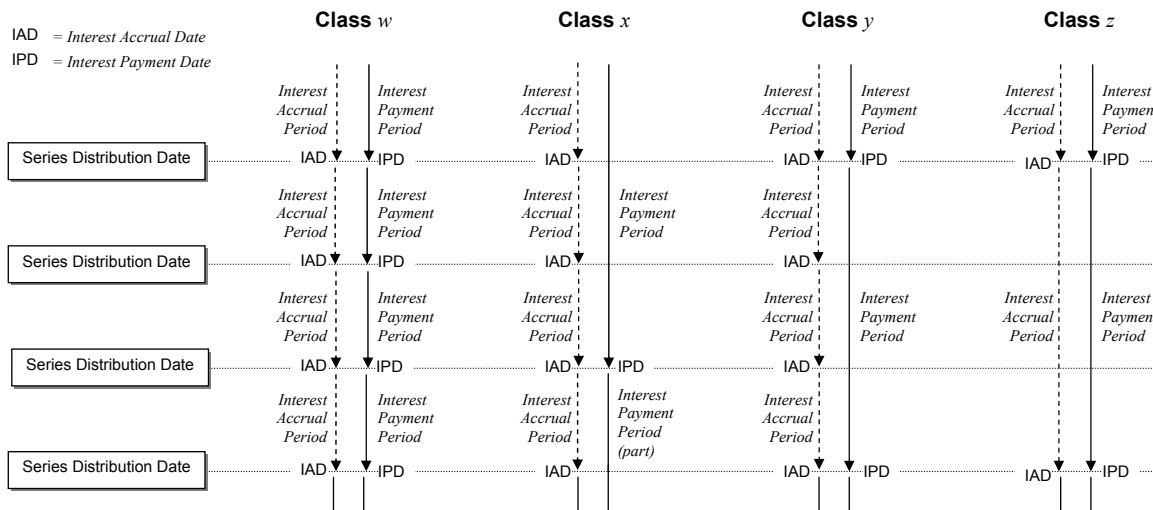 Class w Class x Class y Class z
IAD = Interest Accrual Date
IPD = Interest Payment Date
Interest Interest Interest Interest Interest Interest Interest
Accrual Payment Accrual Accrual Payment Accrual Payment
Period Period Period Period Period Period Period
Series Distribution Date IAD IPD IAD IAD IPD IAD IPD
Interest Interest Interest Interest Interest
Accrual Payment Accrual Payment Accrual
Period Period Period Period Period
Series Distribution Date IAD IPD IAD IAD
Interest Interest Interest Interest Interest Interest Interest
Accrual Payment Accrual Accrual Payment Accrual Payment
Period Period Period Period Period Period Period
Series Distribution Date IAD IPD IAD IPD IAD
Interest Interest Interest Interest Interest
Accrual Payment Accrual Payment Accrual
Period Period Period Period Period
(part)
Series Distribution Date IAD IPD IAD IAD IPD IAD IPD